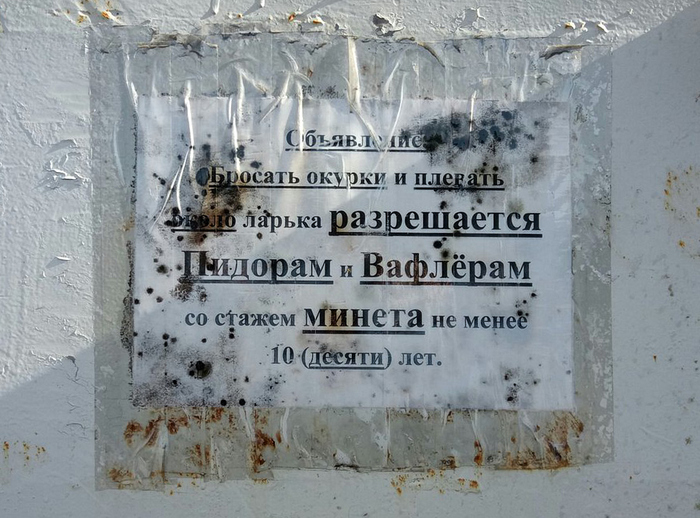 Объявление.
Бросать окурки и плевать
около ларька разрешается
Пидорам и Вафлёрам
со стажем минета не менее
10 (десяти) лет.